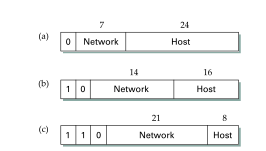 7 24
(a) 0 Network Host
14 16
(b) 1 0 Network Host
21 8
(c) 1 1 0 Network Host